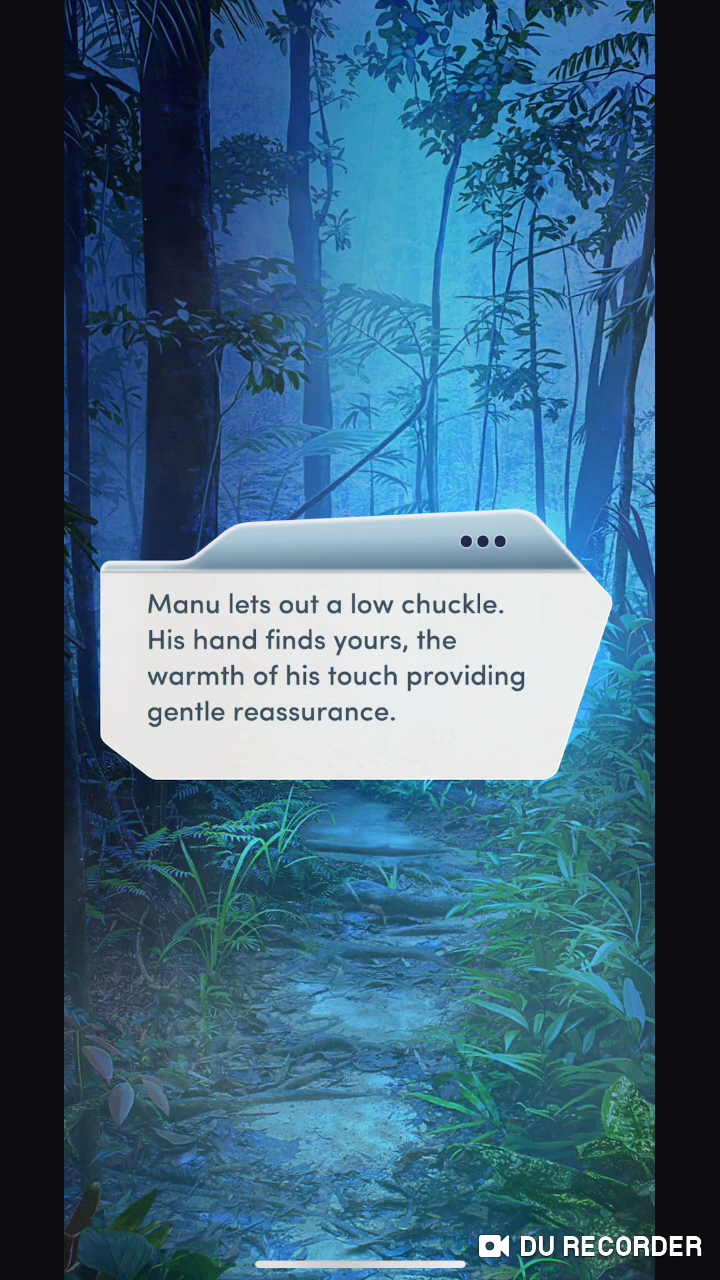 Manu lets out a low chuckle.
His hand finds yours, the
warmth of his touch providing
gentle reassurance.
DU RECORDER